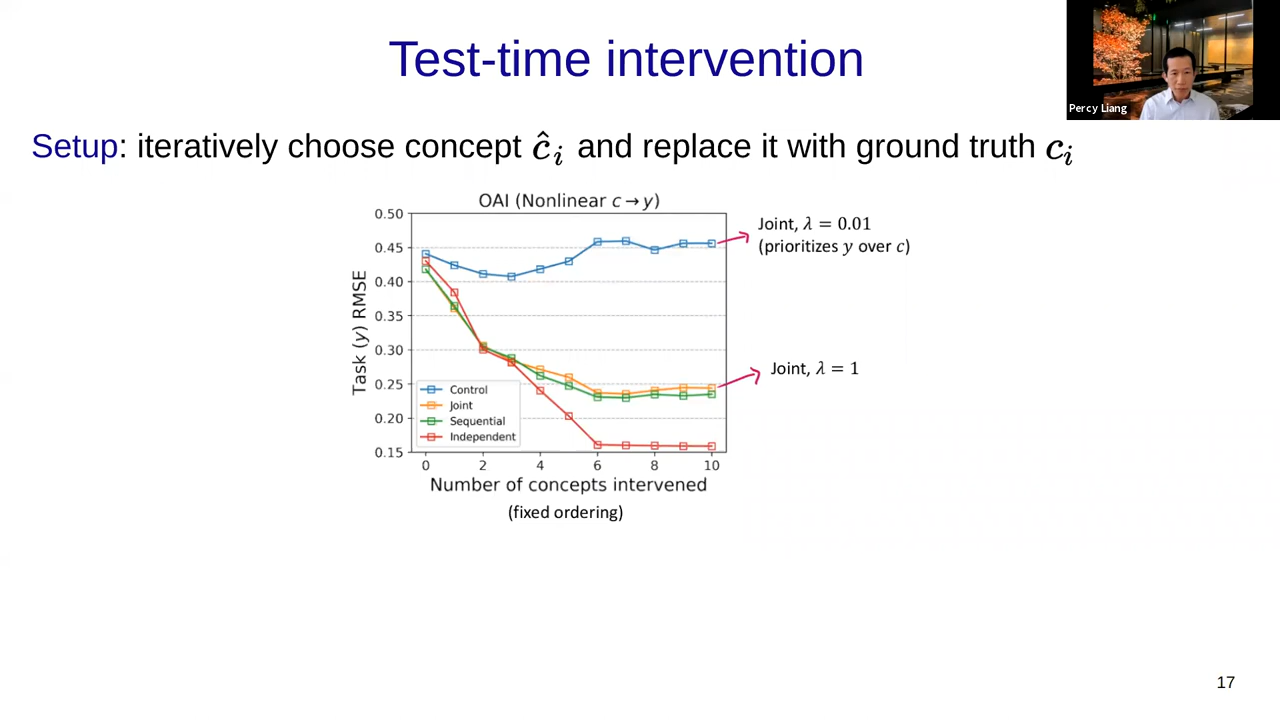 Test-time intervention
Percy Liang
Setup: iteratively choose concept ĉᵢ and replace it with ground truth cᵢ
OAI (Nonlinear c → y)
0.50
0.45
0.40
0.35
0.30
0.25
0.20
0.15
Task (y) RMSE
Control
Joint
Sequential
Independent
0 2 4 6 8 10
Number of concepts intervened
(fixed ordering)
Joint, λ = 0.01
(prioritizes y over c)
Joint, λ = 1
17